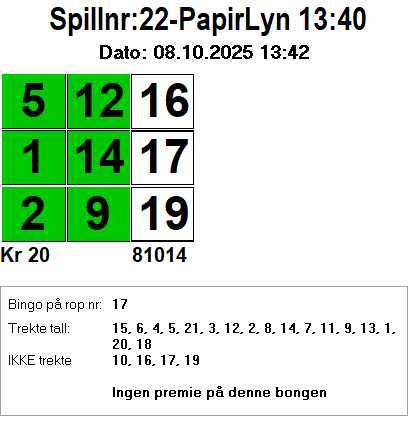 Spillnr:22-PapirLyn 13:40
Dato: 08.10.2025 13:42
5 12 16
1 14 17
2 9 19
Kr 20 81014
Bingo på rop nr: 17
Trekte tall: 15, 6, 4, 5, 21, 3, 12, 2, 8, 14, 7, 11, 9, 13, 1,
20, 18
IKKE trekte 10, 16, 17, 19
Ingen premie på denne bongen